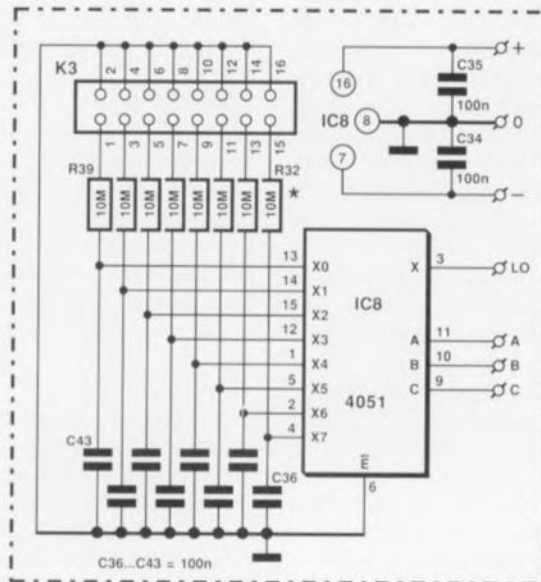 K3
2 4 6 8 10 12 14 16
1 3 5 7 9 11 13 15
R39
R32
10M 10M 10M 10M 10M 10M 10M 10M
*
16
+
C35
100n
IC8 8
0
C34
100n
7
−
13 X0
14 X1
15 X2
12 X3
1 X4
5 X5
2 X6
4 X7
IC8
4051
X 3 LO
A 11 A
B 10 B
C 9 C
E
6
C43
C36
C36...C43 = 100n